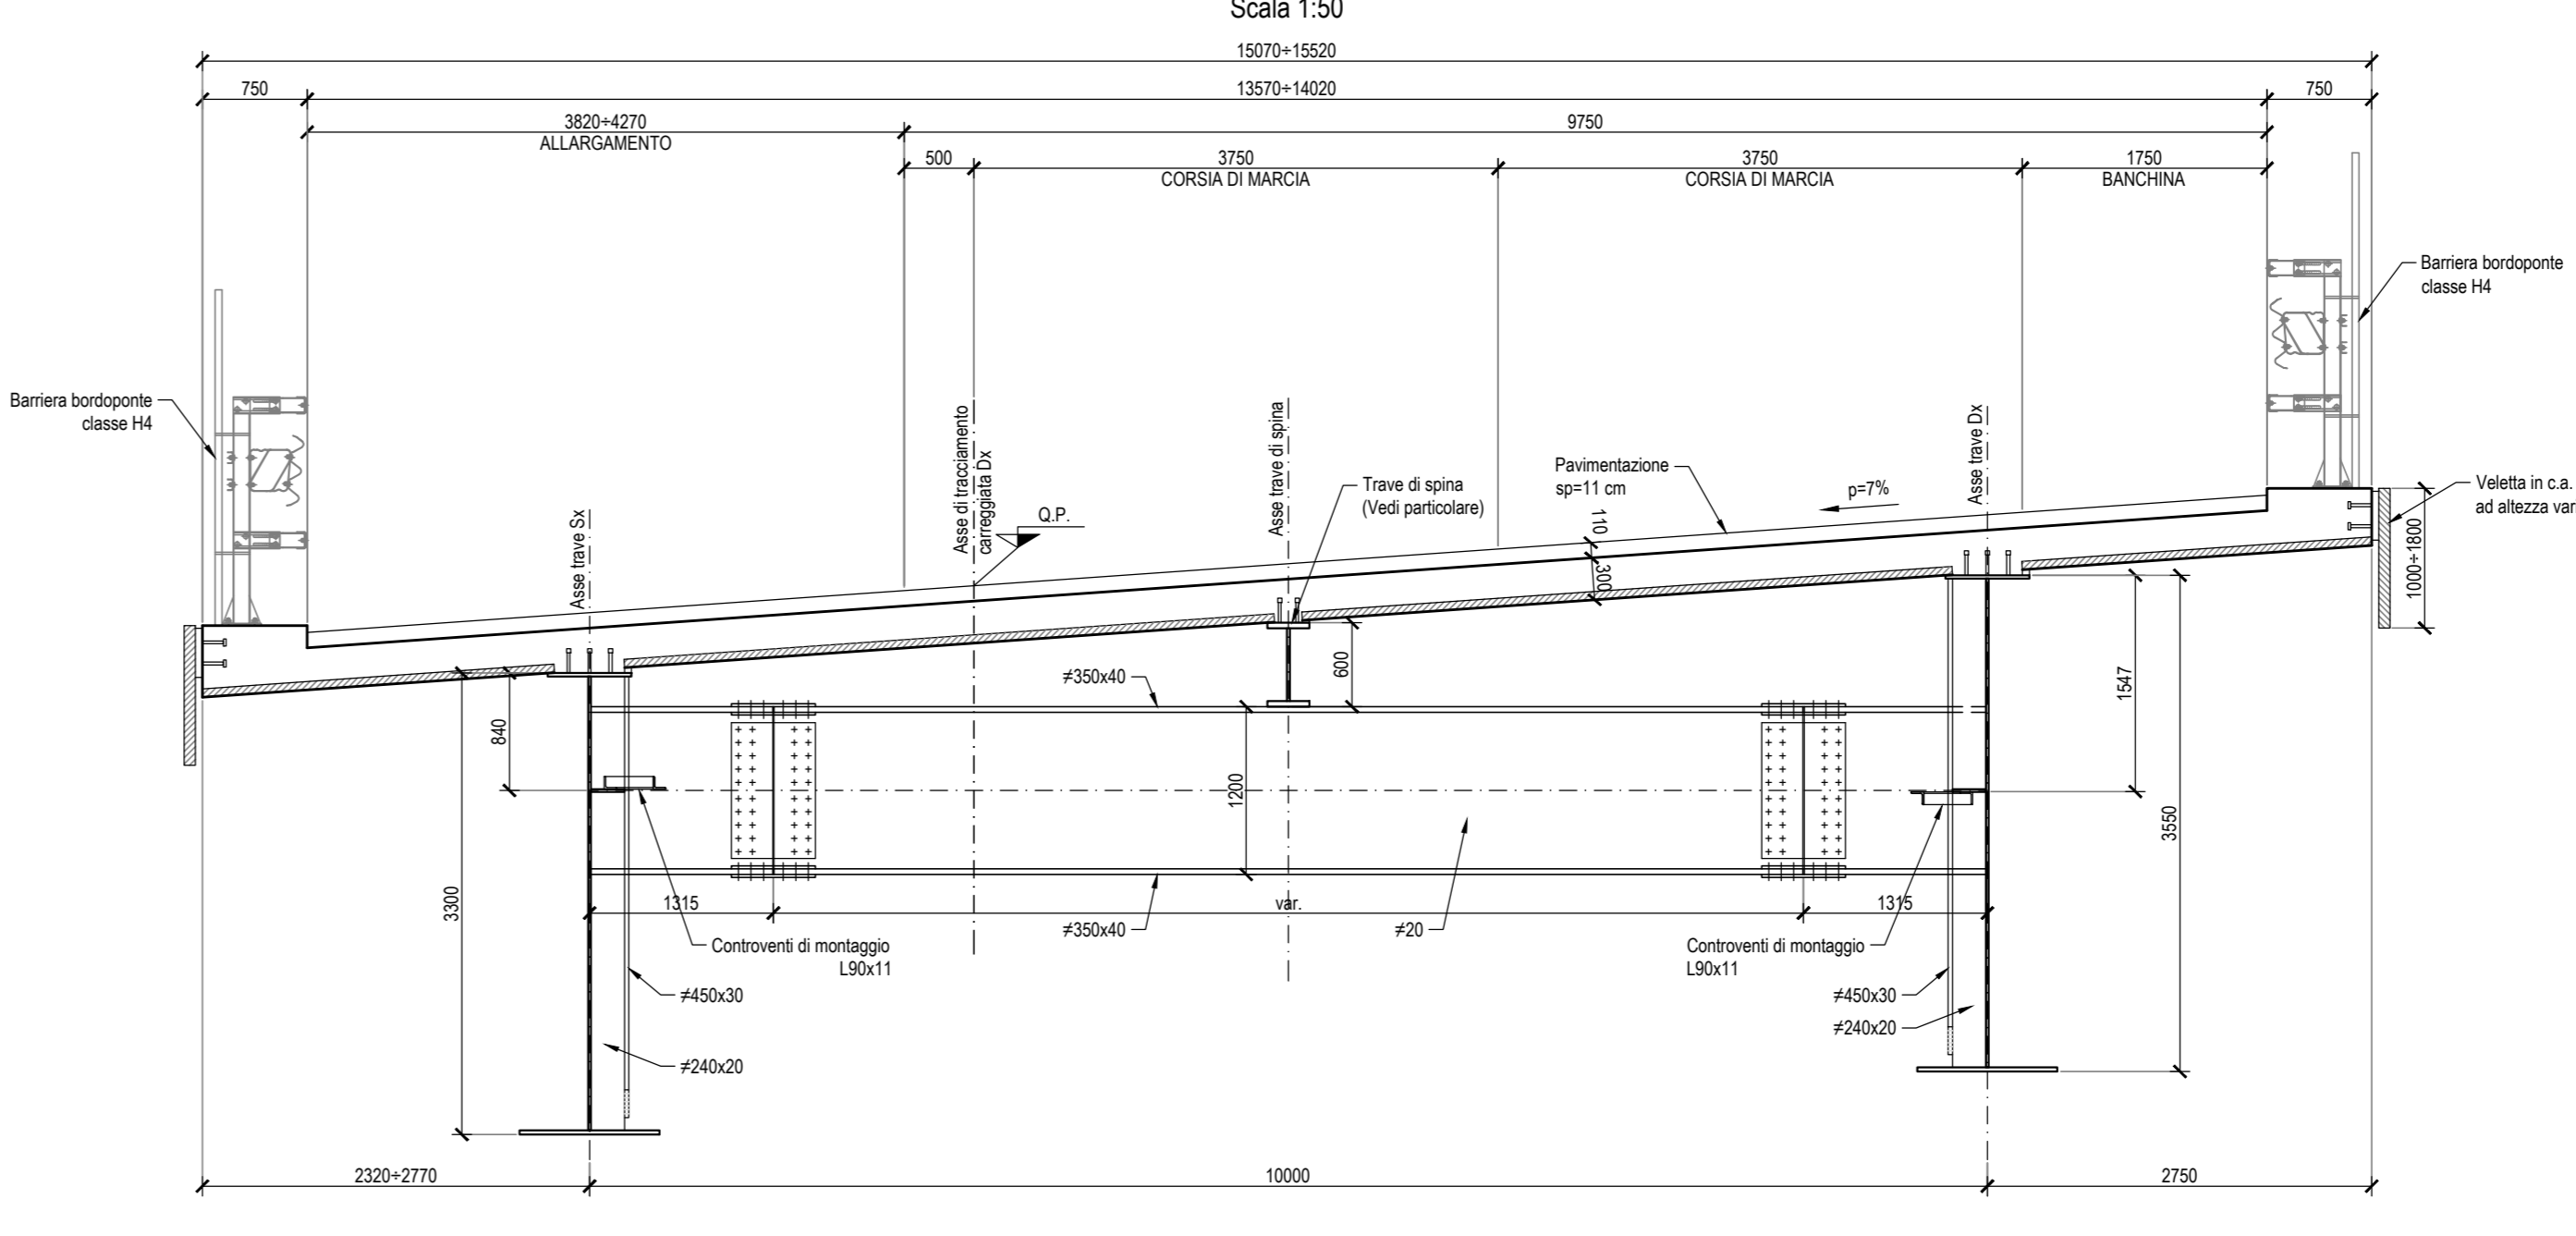 Scala 1:50
15070÷15520
750
13570÷14020
750
3820÷4270
ALLARGAMENTO
9750
500
3750
CORSIA DI MARCIA
3750
CORSIA DI MARCIA
1750
BANCHINA
Barriera bordoponte
classe H4
Barriera bordoponte
classe H4
Asse trave Sx
Asse di tracciamento
carreggiata Dx
Q.P.
Asse trave di spina
Trave di spina
(Vedi particolare)
Pavimentazione
sp=11 cm
110
300
p=7%
Asse trave Dx
Veletta in c.a.
ad altezza var
1000÷1800
600
≠350x40
840
1200
1547
3550
3300
1315
var.
1315
≠350x40
≠20
Controventi di montaggio
L90x11
Controventi di montaggio
L90x11
≠450x30
≠240x20
≠450x30
≠240x20
2320÷2770
10000
2750